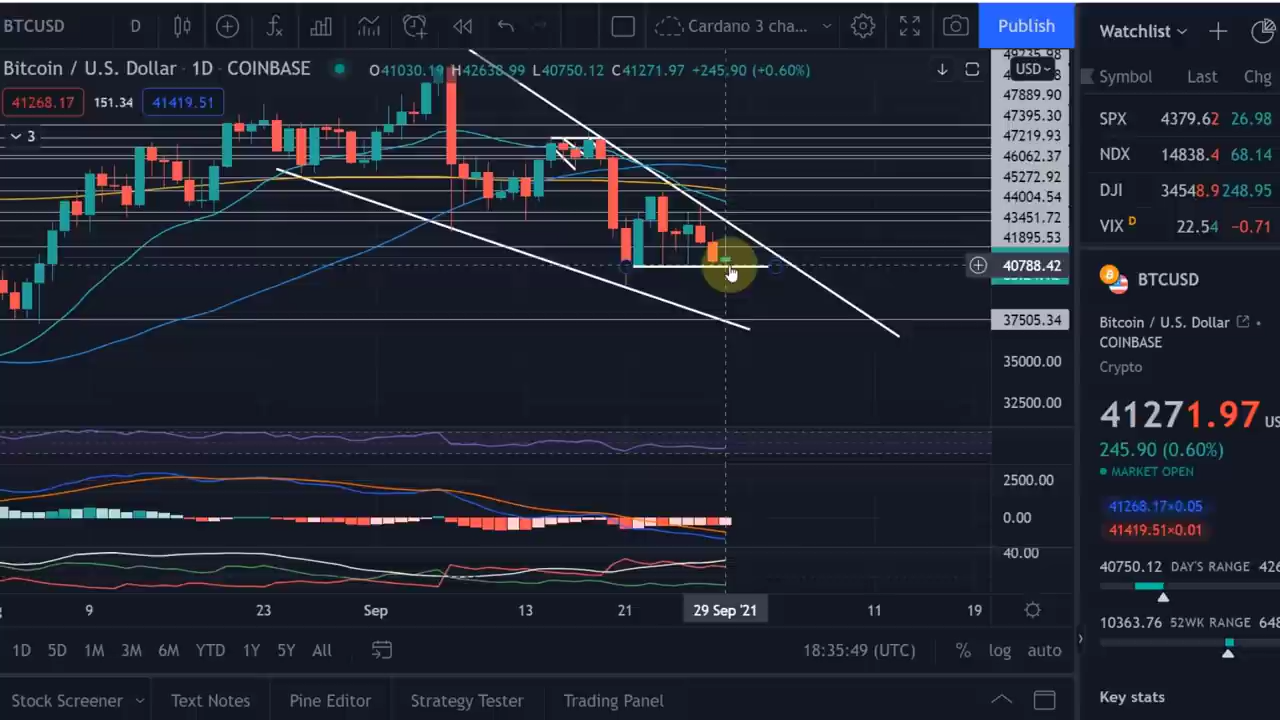 BTCUSD D Cardano 3 cha... Publish
Bitcoin / U.S. Dollar · 1D · COINBASE O41030.19 H42638.99 L40750.12 C41271.97 +245.90 (+0.60%)
41268.17 151.34 41419.51
3
USD
47889.90
47395.30
47219.93
46062.37
45272.92
44004.54
43451.72
41895.53
40788.42
37505.34
35000.00
32500.00
2500.00
0.00
40.00
9 23 Sep 13 21 29 Sep '21 11 19
1D 5D 1M 3M 6M YTD 1Y 5Y All 18:35:49 (UTC) % log auto
Stock Screener Text Notes Pine Editor Strategy Tester Trading Panel
Watchlist
Symbol Last Chg
SPX 4379.62 26.98
NDX 14838.4 68.14
DJI 34548.9 248.95
VIX D 22.54 −0.71
BTCUSD
Bitcoin / U.S. Dollar
COINBASE
Crypto
41271.97 US
245.90 (0.60%)
MARKET OPEN
41268.17×0.05
41419.51×0.01
40750.12 DAY'S RANGE 426
10363.76 52WK RANGE 648
Key stats